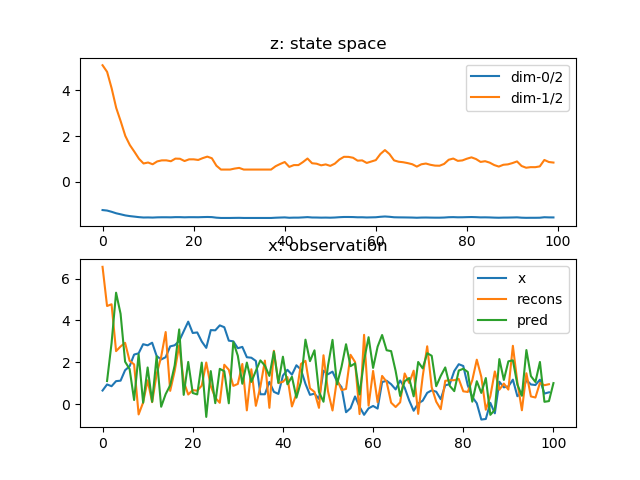 z: state space
dim-0/2
dim-1/2
4
2
0
0 20 40 60 80 100
x: observation
x
recons
pred
6
4
2
0
0 20 40 60 80 100